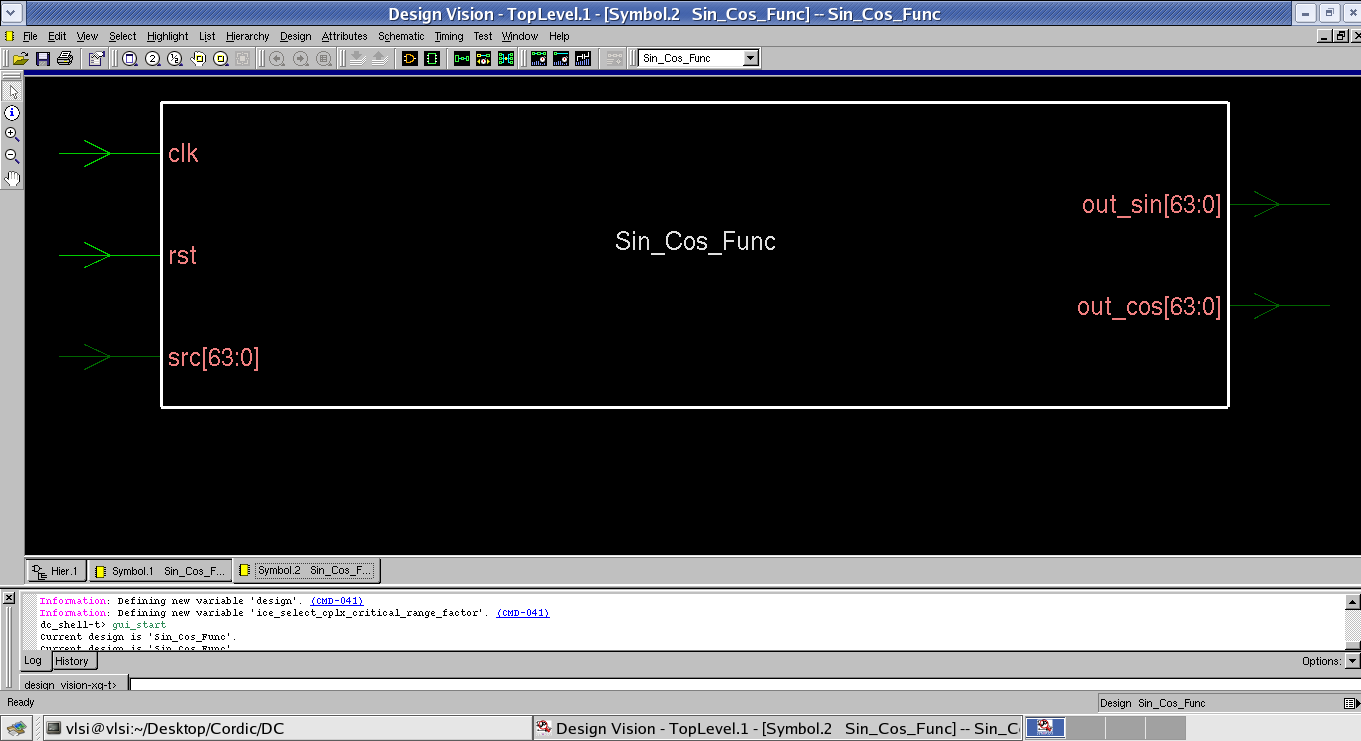 Design Vision - TopLevel.1 - [Symbol.2   Sin_Cos_Func] -- Sin_Cos_Func
File Edit View Select Highlight List Hierarchy Design Attributes Schematic Timing Test Window Help
Sin_Cos_Func
clk
out_sin[63:0]
Sin_Cos_Func
rst
out_cos[63:0]
src[63:0]
Hier.1 Symbol.1 Sin_Cos_F... Symbol.2 Sin_Cos_F...
Information: Defining new variable 'design'. (CMD-041)
Information: Defining new variable 'ice_select_cplx_critical_range_factor'. (CMD-041)
dc_shell-t> gui_start
Current design is 'Sin_Cos_Func'.
Current design is 'Sin_Cos_Func'
Log History Options:
design_vision-xg-t>
Ready Design Sin_Cos_Func
vlsi@vlsi:~/Desktop/Cordic/DC Design Vision - TopLevel.1 - [Symbol.2   Sin_Cos_Func] -- Sin_C